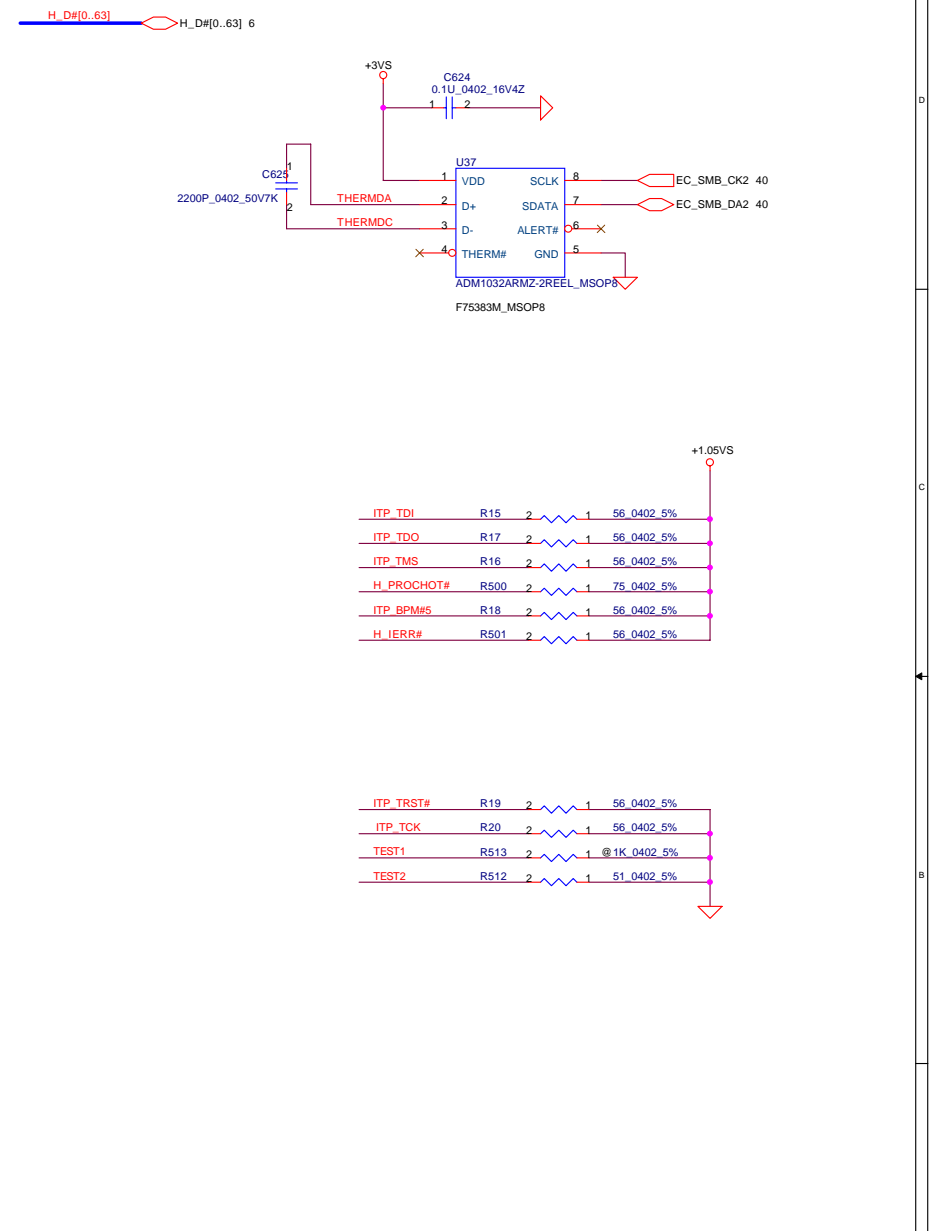 H_D#[0..63]
H_D#[0..63] 6
+3VS
C624
0.1U_0402_16V4Z
1 2
D
U37
1
C625
2200P_0402_50V7K
2
1 VDD SCLK 8 EC_SMB_CK2 40
THERMDA 2 D+ SDATA 7 EC_SMB_DA2 40
THERMDC 3 D- ALERT# 6
4 THERM# GND 5
ADM1032ARMZ-2REEL_MSOP8
F75383M_MSOP8
+1.05VS
C
ITP_TDI R15 2 1 56_0402_5%
ITP_TDO R17 2 1 56_0402_5%
ITP_TMS R16 2 1 56_0402_5%
H_PROCHOT# R500 2 1 75_0402_5%
ITP_BPM#5 R18 2 1 56_0402_5%
H_IERR# R501 2 1 56_0402_5%
ITP_TRST# R19 2 1 56_0402_5%
ITP_TCK R20 2 1 56_0402_5%
TEST1 R513 2 1 @1K_0402_5%
TEST2 R512 2 1 51_0402_5%
B